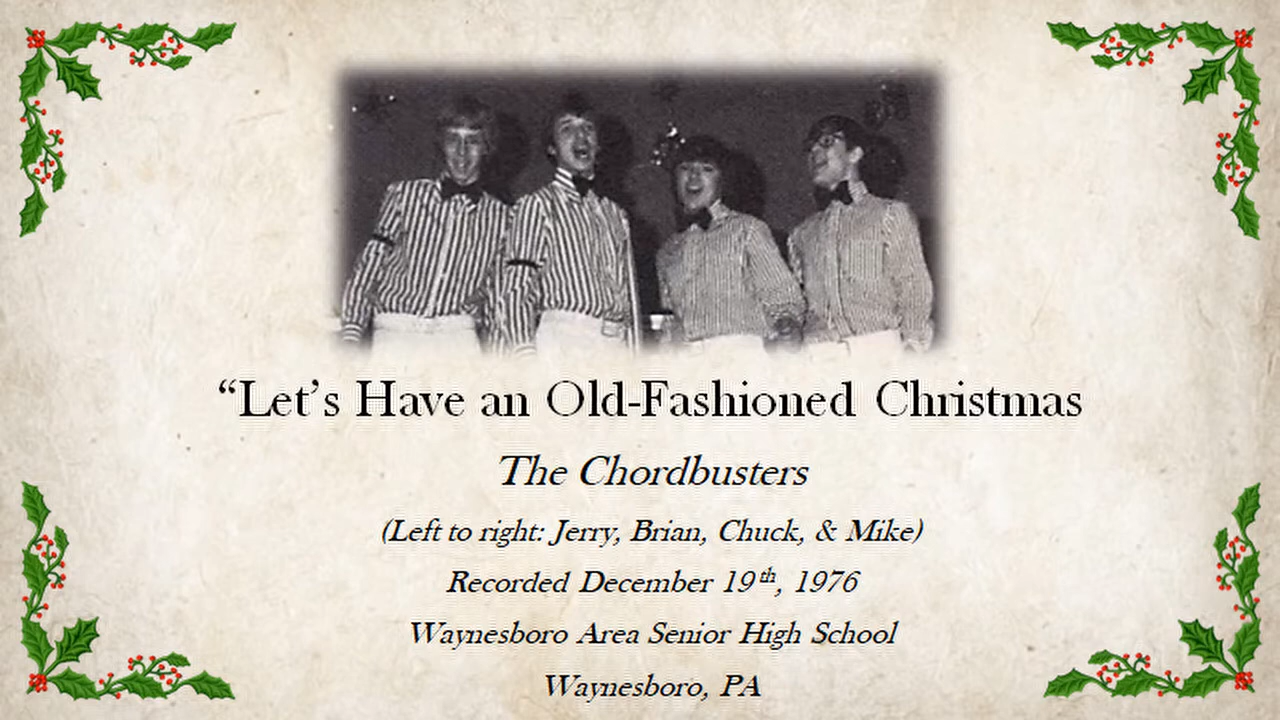 “Let’s Have an Old-Fashioned Christmas
The Chordbusters
(Left to right: Jerry, Brian, Chuck, & Mike)
Recorded December 19th, 1976
Waynesboro Area Senior High School
Waynesboro, PA